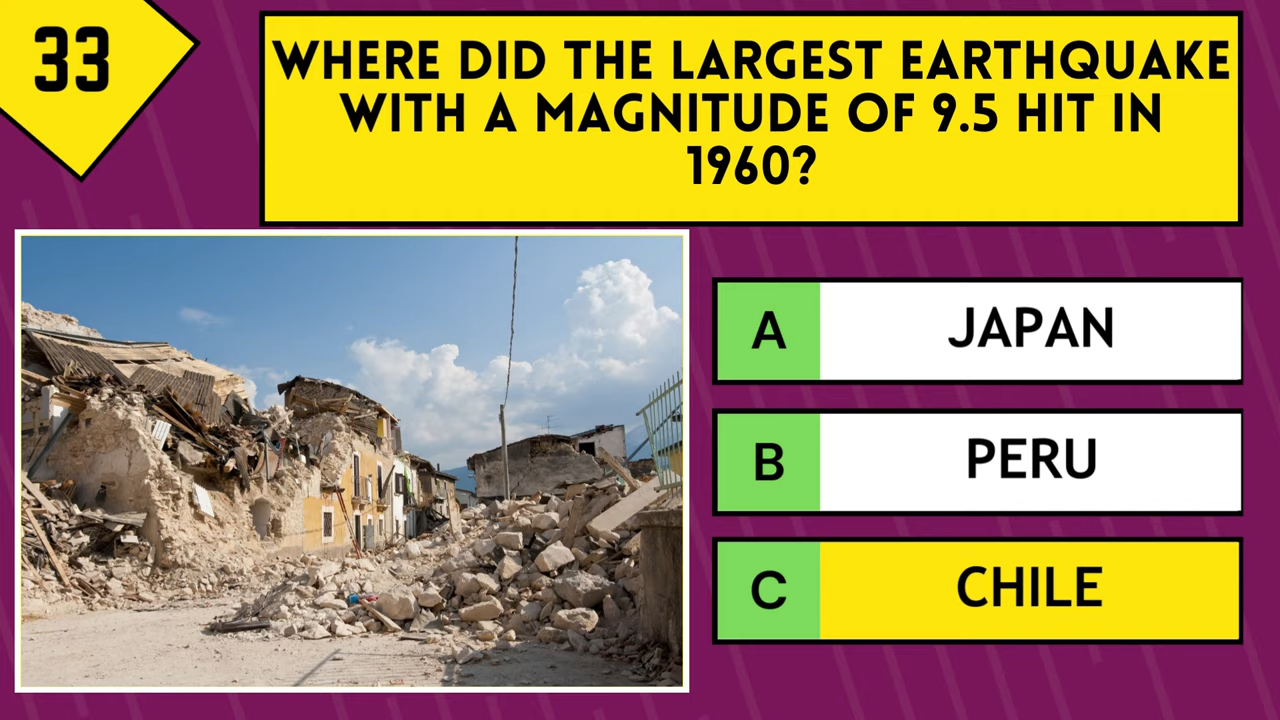 33
WHERE DID THE LARGEST EARTHQUAKE
WITH A MAGNITUDE OF 9.5 HIT IN
1960?
A JAPAN
B PERU
C CHILE